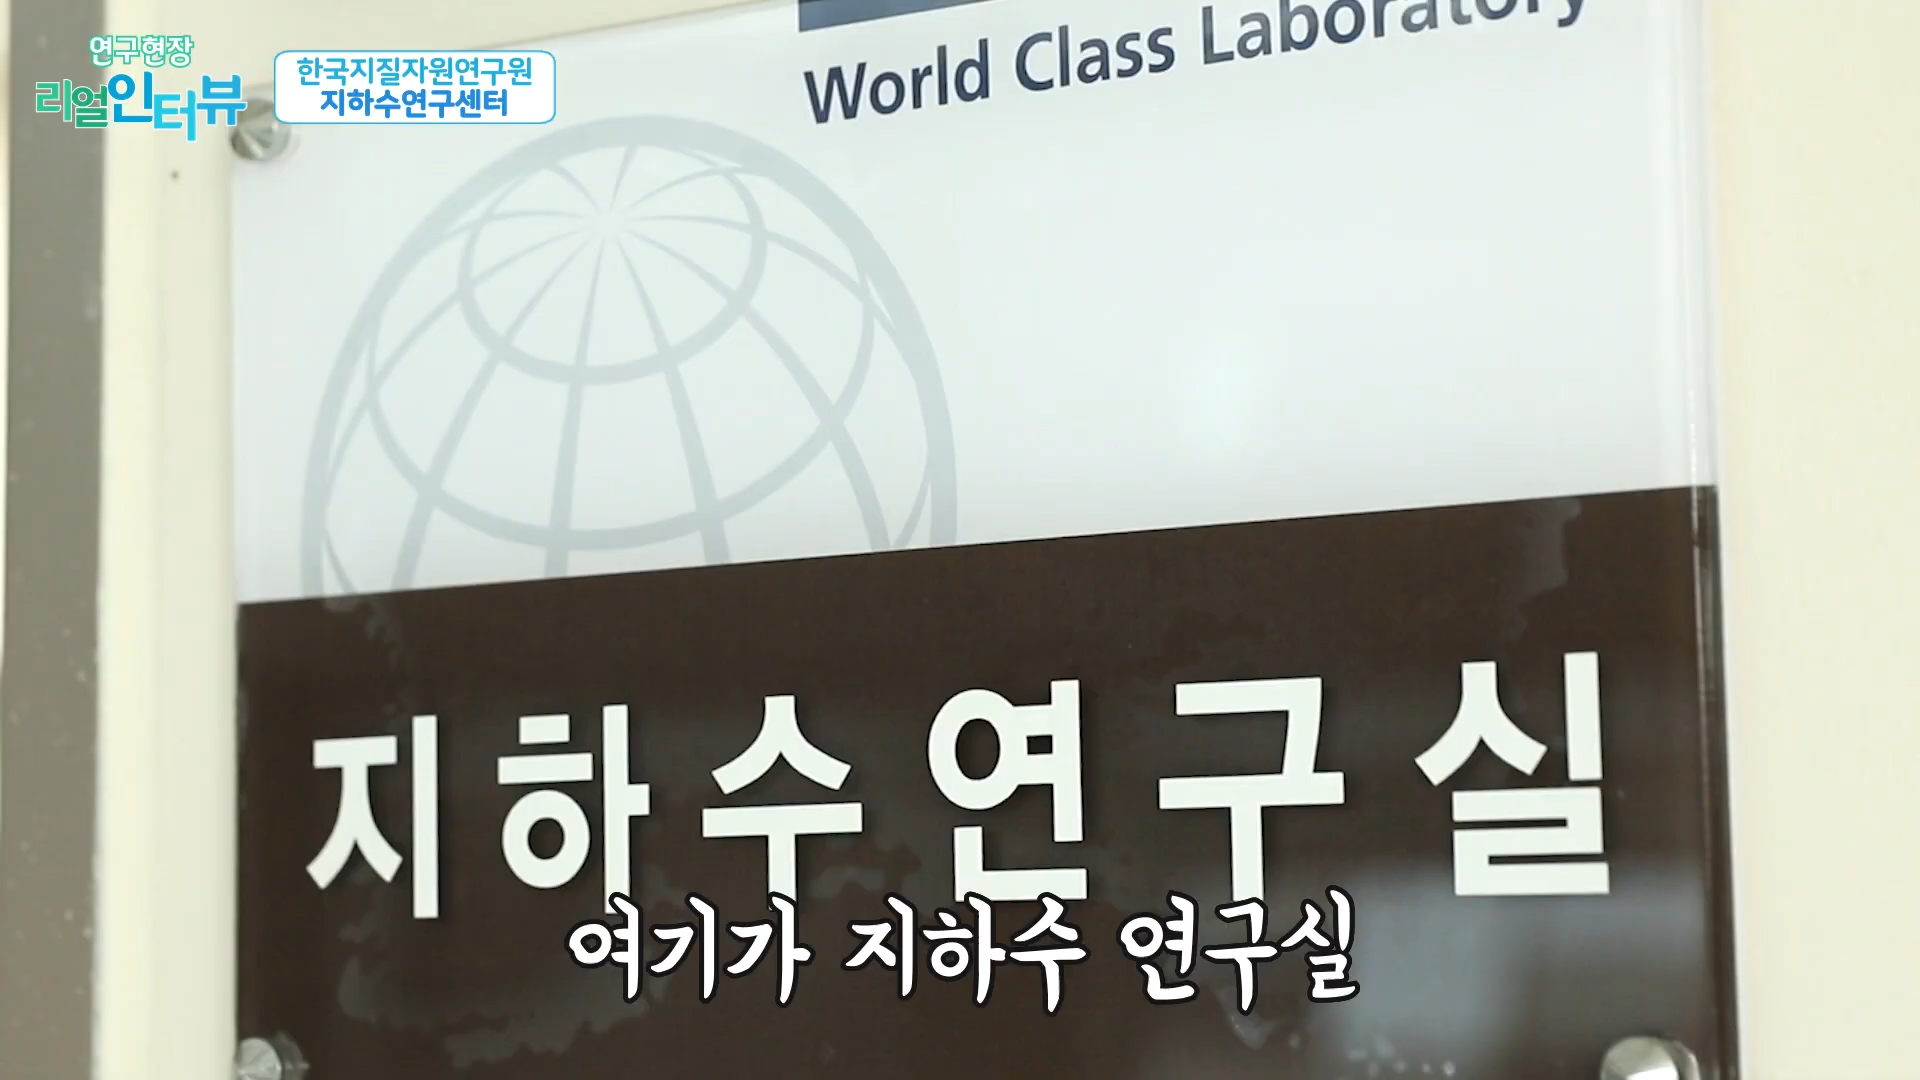 연구현장
리얼인터뷰
한국지질자원연구원
지하수연구센터
World Class Laboratory
지하수연구실
여기가 지하수 연구실